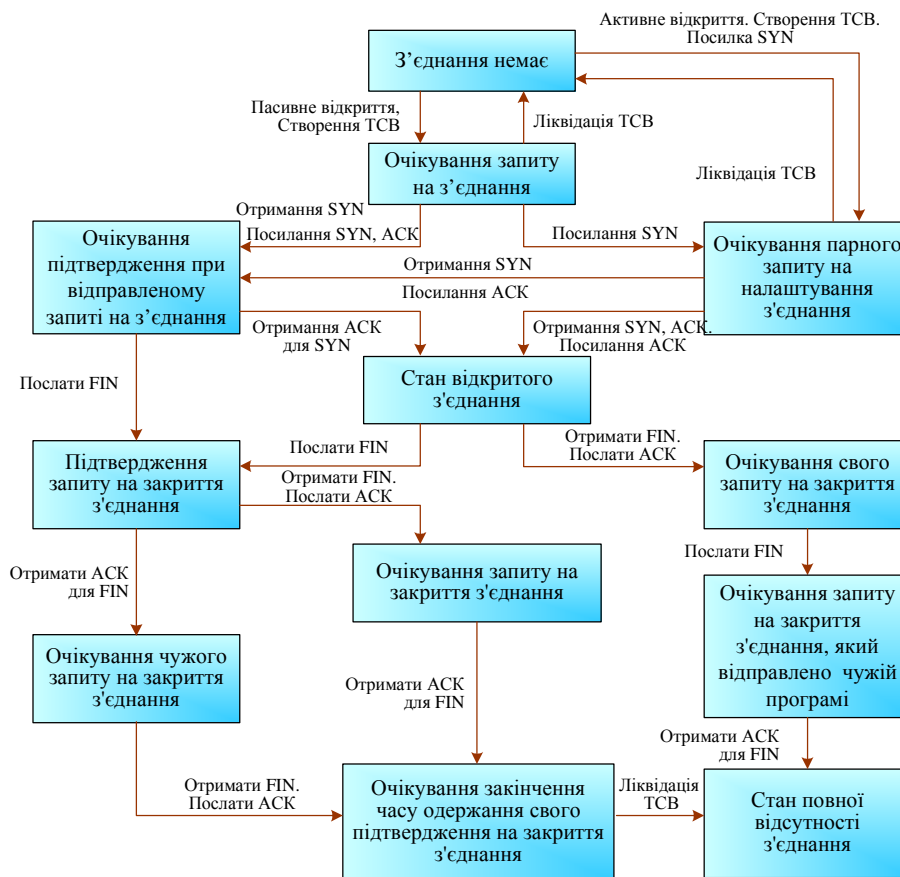 Активне відкриття. Створення TCB.
Посилка SYN
З’єднання немає
Пасивне відкриття,
Створення TCB
Ліквідація TCB
Ліквідація TCB
Очікування запиту
на з’єднання
Отримання SYN
Посилання SYN, АСК
Посилання SYN
Очікування
підтвердження при
відправленому
запиті на з’єднання
Отримання SYN
Посилання АСК
Очікування парного
запиту на
налаштування
з'єднання
Отримання АСК
для SYN
Отримання SYN, АСК.
Посилання АСК
Послати FIN
Стан відкритого
з'єднання
Послати FIN
Отримати FIN.
Послати АСК
Підтвердження
запиту на закриття
з'єднання
Отримати FIN.
Послати АСК
Очікування свого
запиту на закриття
з'єднання
Отримати АСК
для FIN
Очікування запиту на
закриття з'єднання
Послати FIN
Очікування запиту
на закриття
з'єднання, який
відправлено чужій
програмі
Очікування чужого
запиту на закриття
з'єднання
Отримати АСК
для FIN
Отримати АСК
для FIN
Отримати FIN.
Послати АСК
Очікування закінчення
часу одержання свого
підтвердження на закриття
з'єднання
Ліквідація
TCB
Стан повної
відсутності
з'єднання